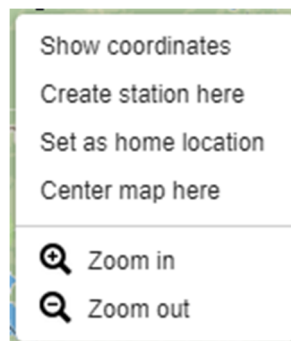 Show coordinates
Create station here
Set as home location
Center map here
Zoom in
Zoom out